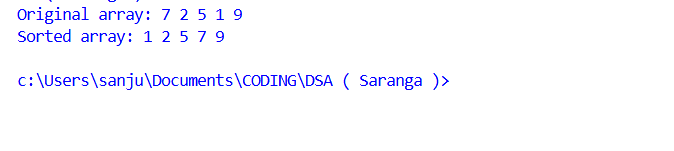 Original array: 7 2 5 1 9
Sorted array: 1 2 5 7 9
c:\Users\sanju\Documents\CODING\DSA ( Saranga )>